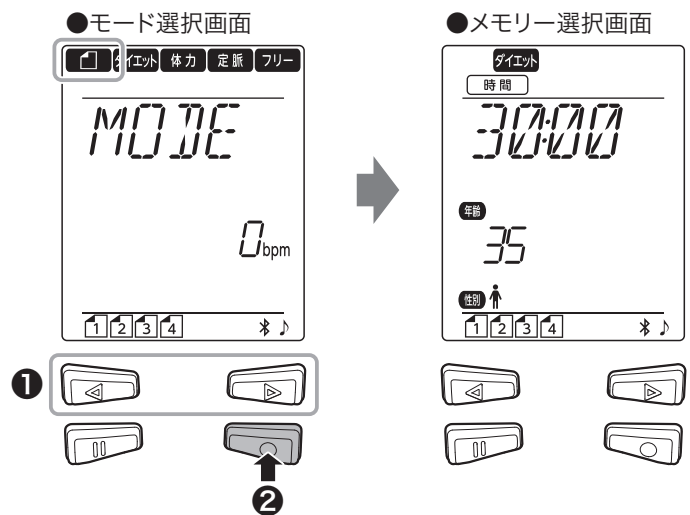 ●モード選択画面
ダイエット 体力 定脈 フリー
MODE
0bpm
1 2 3 4
❶
❷
●メモリー選択画面
ダイエット
時間
30:00
年齢
35
性別
1 2 3 4